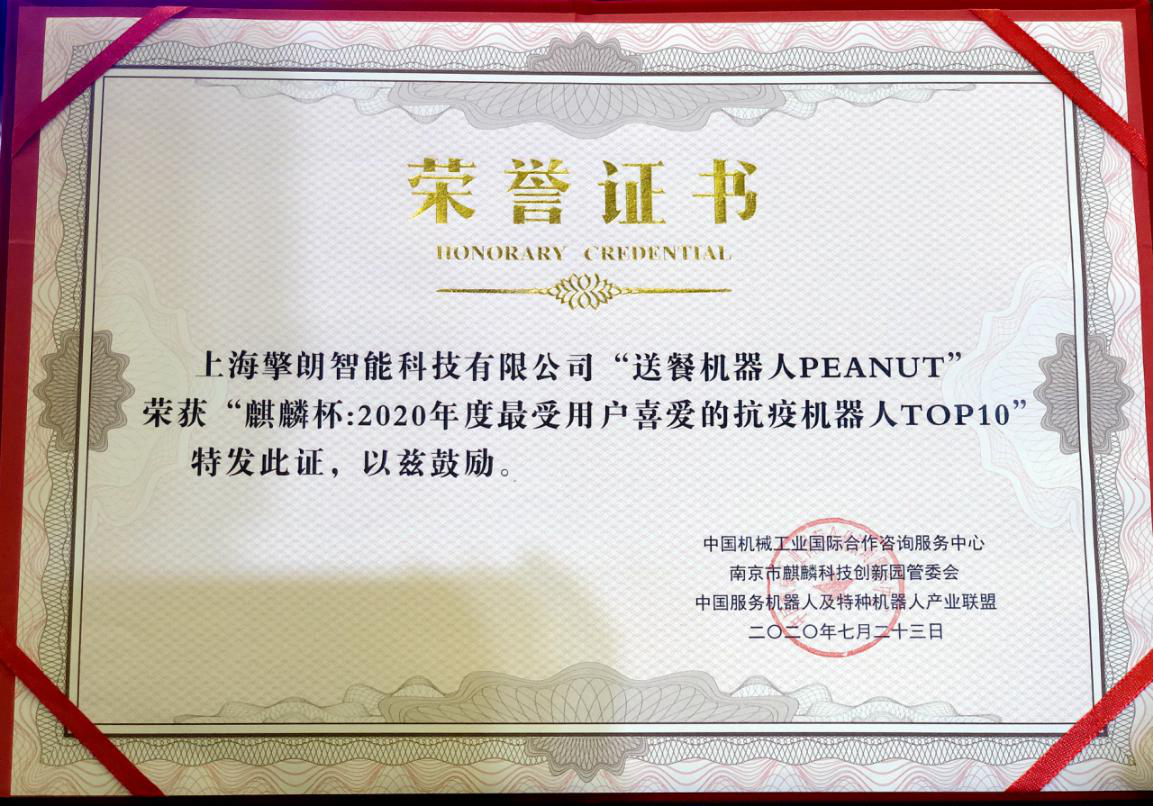 荣誉证书
HONORARY CREDENTIAL
上海擎朗智能科技有限公司“送餐机器人PEANUT”
荣获“麒麟杯:2020年度最受用户喜爱的抗疫机器人TOP10”
特发此证，以兹鼓励。
中国机械工业国际合作咨询服务中心
南京市麒麟科技创新园管委会
中国服务机器人及特种机器人产业联盟
二〇二〇年七月二十三日